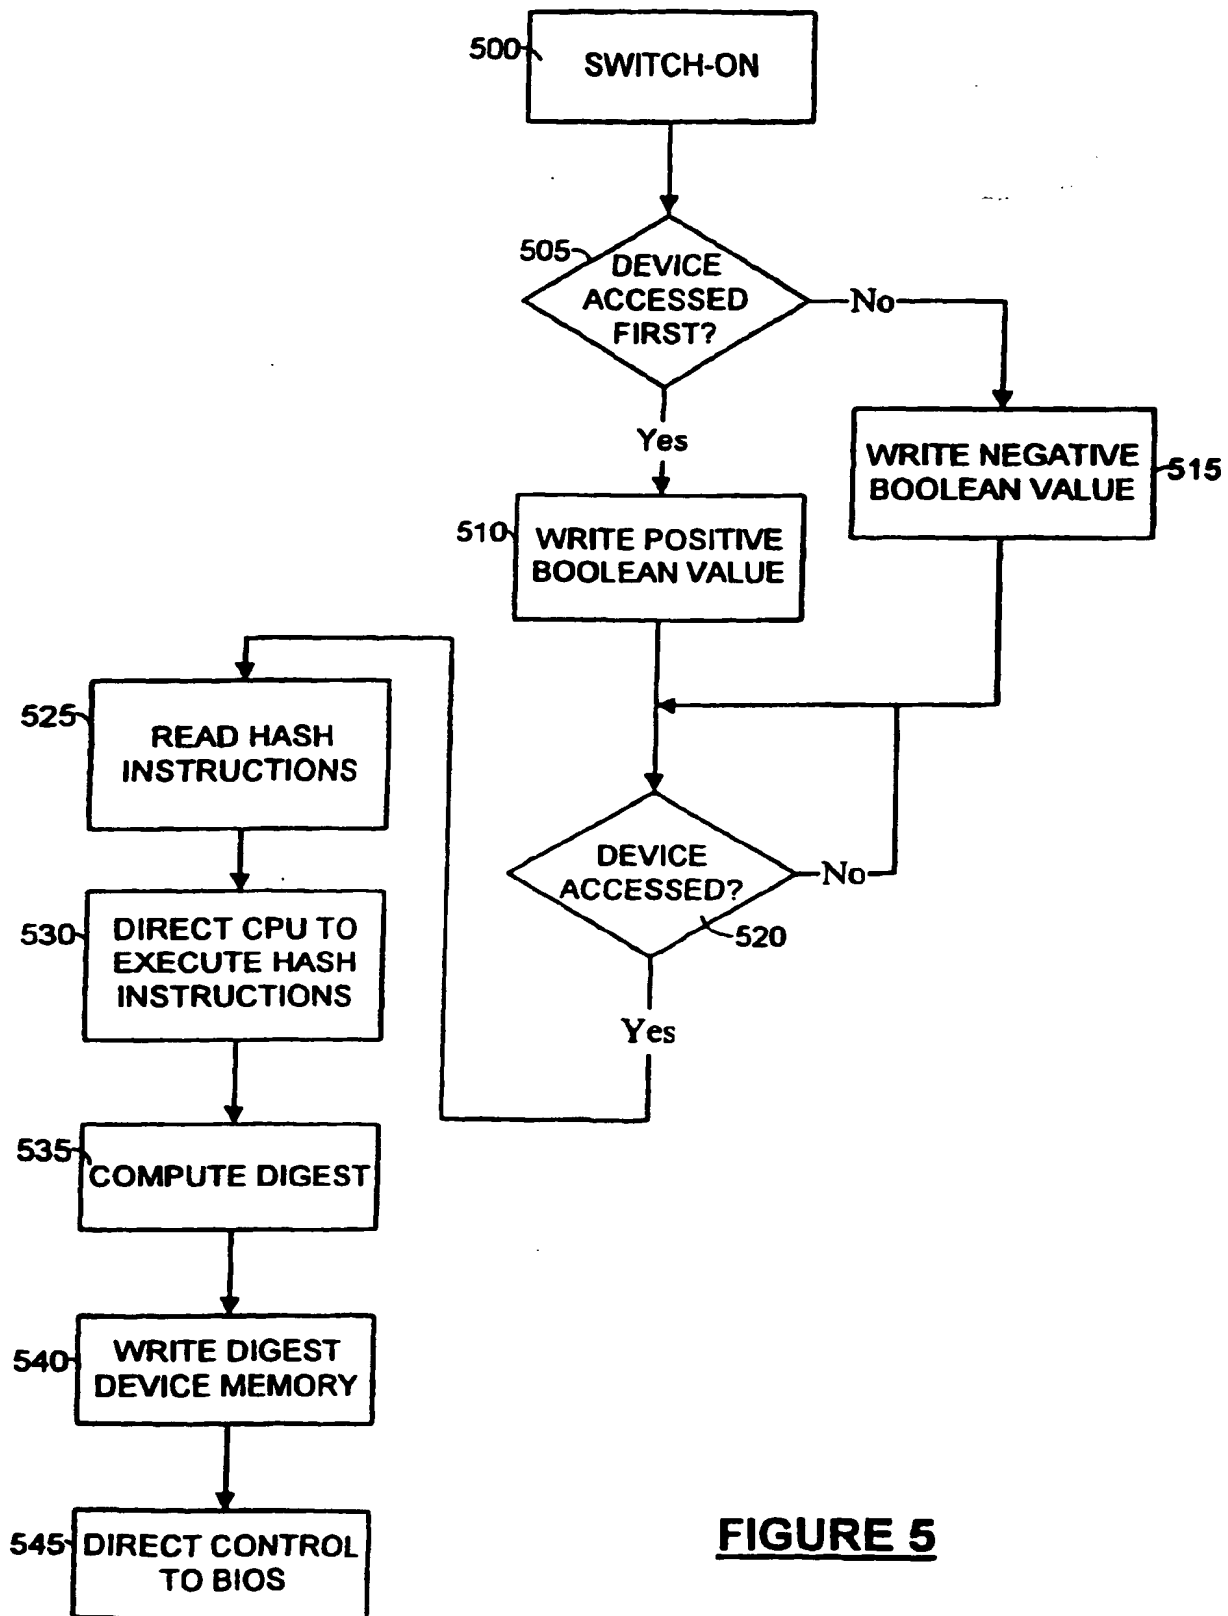 500
SWITCH-ON
505
DEVICE
ACCESSED
FIRST?
No
Yes
WRITE NEGATIVE
BOOLEAN VALUE
515
510
WRITE POSITIVE
BOOLEAN VALUE
525
READ HASH
INSTRUCTIONS
DEVICE
ACCESSED?
No
520
Yes
530
DIRECT CPU TO
EXECUTE HASH
INSTRUCTIONS
535
COMPUTE DIGEST
540
WRITE DIGEST
DEVICE MEMORY
545
DIRECT CONTROL
TO BIOS
FIGURE 5